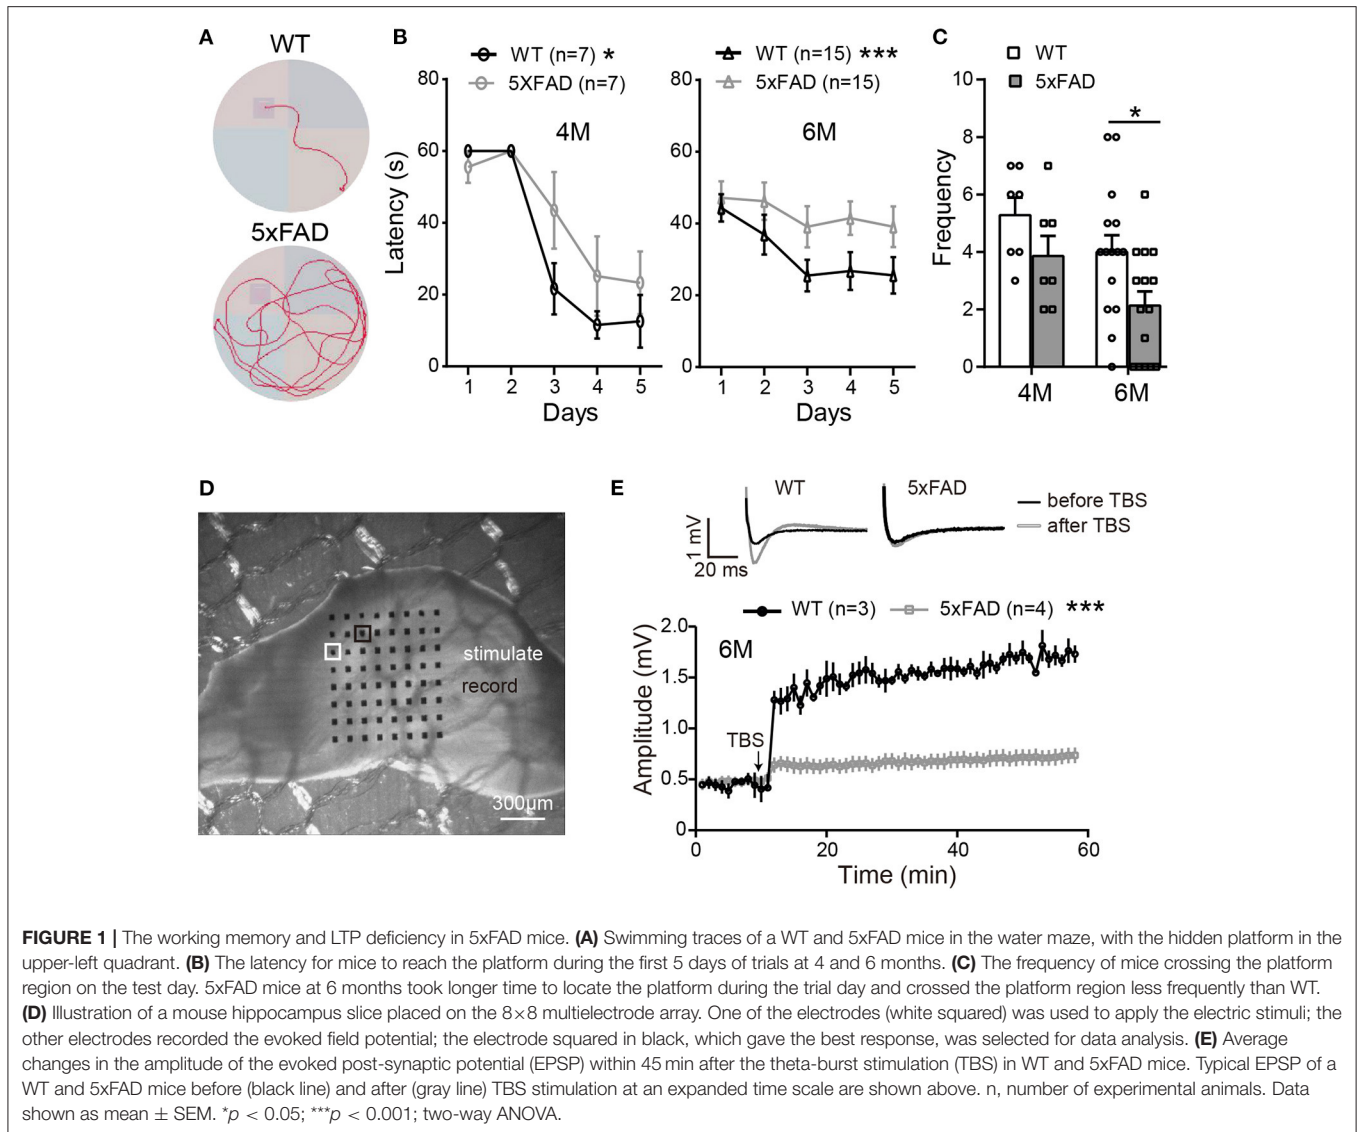 A
WT
5xFAD
B
WT (n=7) *
5XFAD (n=7)
4M
80
60
40
20
0
Latency (s)
1 2 3 4 5
Days
WT (n=15) ***
5xFAD (n=15)
6M
80
60
40
20
0
1 2 3 4 5
Days
C
WT
5xFAD
10
8
6
4
2
0
Frequency
*
4M 6M
D
stimulate
record
300µm
E
WT 5xFAD
before TBS
after TBS
1 mV
20 ms
WT (n=3) 5xFAD (n=4) ***
6M
2.0
1.5
1.0
0.5
0
Amplitude (mV)
TBS
0 20 40 60
Time (min)
FIGURE 1 | The working memory and LTP deficiency in 5xFAD mice. (A) Swimming traces of a WT and 5xFAD mice in the water maze, with the hidden platform in the
upper-left quadrant. (B) The latency for mice to reach the platform during the first 5 days of trials at 4 and 6 months. (C) The frequency of mice crossing the platform
region on the test day. 5xFAD mice at 6 months took longer time to locate the platform during the trial day and crossed the platform region less frequently than WT.
(D) Illustration of a mouse hippocampus slice placed on the 8×8 multielectrode array. One of the electrodes (white squared) was used to apply the electric stimuli; the
other electrodes recorded the evoked field potential; the electrode squared in black, which gave the best response, was selected for data analysis. (E) Average
changes in the amplitude of the evoked post-synaptic potential (EPSP) within 45 min after the theta-burst stimulation (TBS) in WT and 5xFAD mice. Typical EPSP of a
WT and 5xFAD mice before (black line) and after (gray line) TBS stimulation at an expanded time scale are shown above. n, number of experimental animals. Data
shown as mean ± SEM. *p < 0.05; ***p < 0.001; two-way ANOVA.